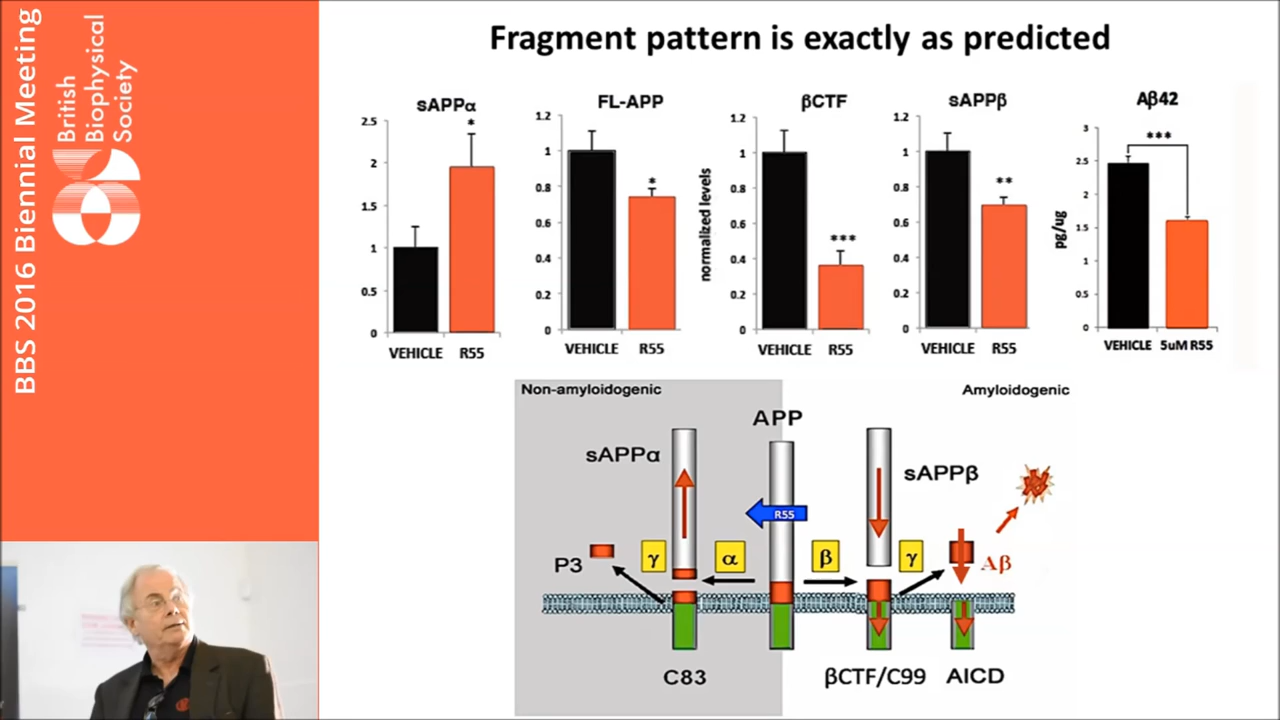 BBS 2016 Biennial Meeting
British
Biophysical
Society
Fragment pattern is exactly as predicted
sAPPα
*
2.5
2
1.5
1
0.5
0
VEHICLE R55
FL-APP
*
1.2
1
0.8
0.6
0.4
0.2
0
VEHICLE R55
βCTF
***
normalized levels
1.2
1
0.8
0.6
0.4
0.2
0
VEHICLE R55
sAPPβ
**
1.2
1
0.8
0.6
0.4
0.2
0
VEHICLE R55
Aβ42
***
pg/ug
3
2.5
2
1.5
1
0.5
0
VEHICLE 5uM R55
Non-amyloidogenic
Amyloidogenic
APP
sAPPα
sAPPβ
R55
P3
γ
α
β
γ
Aβ
C83
βCTF/C99
AICD